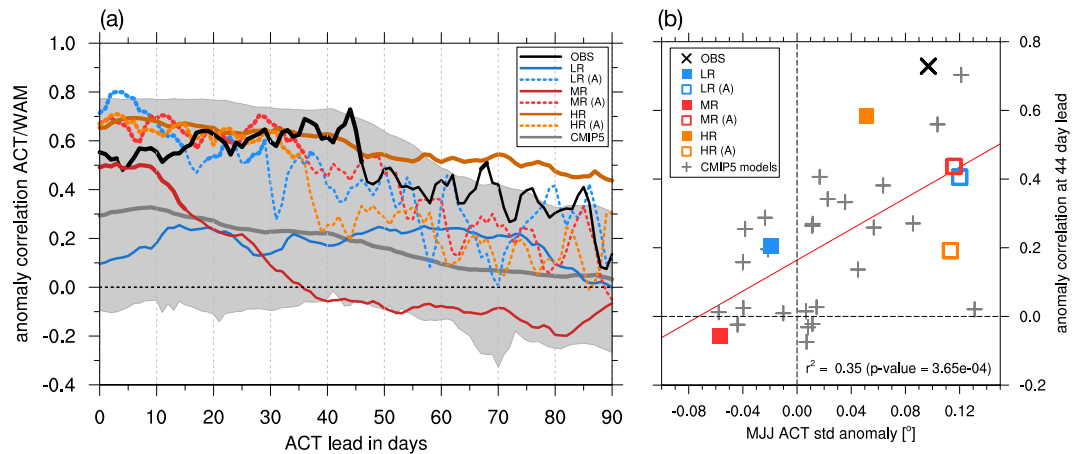 (a)
anomaly correlation ACT/WAM
1.0
0.8
0.6
0.4
0.2
0.0
-0.2
-0.4
0
10
20
30
40
50
60
70
80
90
ACT lead in days
OBS
LR
LR (A)
MR
MR (A)
HR
HR (A)
CMIP5
(b)
OBS
LR
LR (A)
MR
MR (A)
HR
HR (A)
CMIP5 models
0.8
0.6
0.4
0.2
0.0
-0.2
anomaly correlation at 44 day lead
r² = 0.35 (p-value = 3.65e-04)
-0.08
-0.04
0.00
0.04
0.08
0.12
MJJ ACT std anomaly [º]